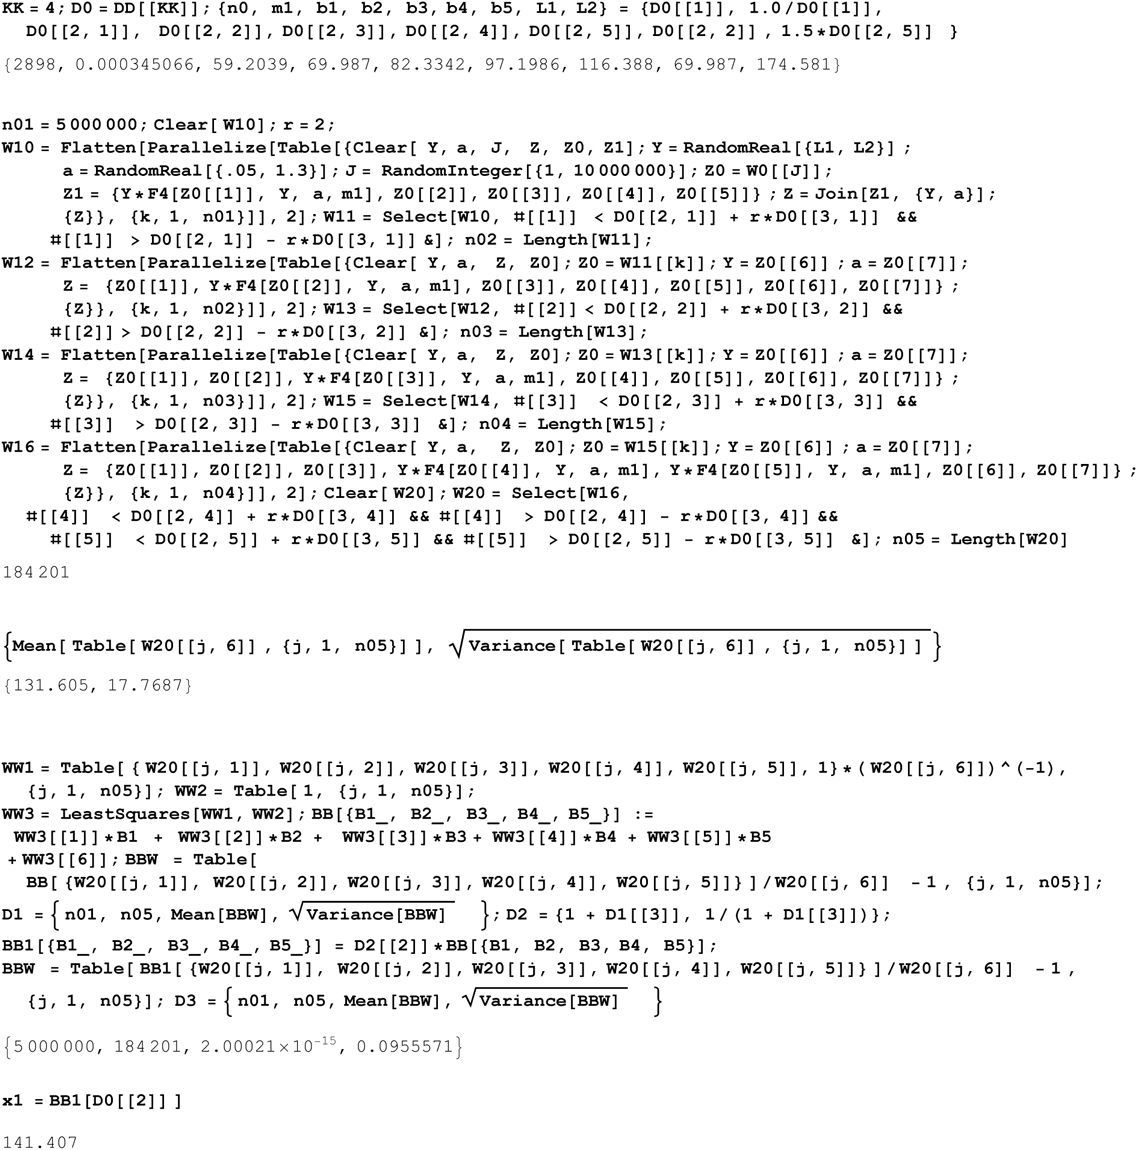 KK = 4; D0 = DD[[KK]]; {n0, m1, b1, b2, b3, b4, b5, L1, L2} = {D0[[1]], 1.0/D0[[1]],
D0[[2, 1]], D0[[2, 2]], D0[[2, 3]], D0[[2, 4]], D0[[2, 5]], D0[[2, 2]], 1.5*D0[[2, 5]] }
{2898, 0.000345066, 59.2039, 69.987, 82.3342, 97.1986, 116.388, 69.987, 174.581}
n01 = 5 000 000; Clear[ W10]; r = 2;
W10 = Flatten[Parallelize[Table[{Clear[ Y, a, J, Z, Z0, Z1]; Y = RandomReal[{L1, L2}] ;
a = RandomReal[{.05, 1.3}]; J = RandomInteger[{1, 10 000 000}]; Z0 = W0[[J]];
Z1 = {Y*F4[Z0[[1]], Y, a, m1], Z0[[2]], Z0[[3]], Z0[[4]], Z0[[5]]} ; Z = Join[Z1, {Y, a}];
{Z}}, {k, 1, n01}]], 2]; W11 = Select[W10, #[[1]] < D0[[2, 1]] + r*D0[[3, 1]] &&
#[[1]] > D0[[2, 1]] - r*D0[[3, 1]] &]; n02 = Length[W11];
W12 = Flatten[Parallelize[Table[{Clear[ Y, a, Z, Z0]; Z0 = W11[[k]]; Y = Z0[[6]] ; a = Z0[[7]];
Z = {Z0[[1]], Y*F4[Z0[[2]], Y, a, m1], Z0[[3]], Z0[[4]], Z0[[5]], Z0[[6]], Z0[[7]]} ;
{Z}}, {k, 1, n02}]], 2]; W13 = Select[W12, #[[2]] < D0[[2, 2]] + r*D0[[3, 2]] &&
#[[2]] > D0[[2, 2]] - r*D0[[3, 2]] &]; n03 = Length[W13];
W14 = Flatten[Parallelize[Table[{Clear[ Y, a, Z, Z0]; Z0 = W13[[k]]; Y = Z0[[6]] ; a = Z0[[7]];
Z = {Z0[[1]], Z0[[2]], Y*F4[Z0[[3]], Y, a, m1], Z0[[4]], Z0[[5]], Z0[[6]], Z0[[7]]} ;
{Z}}, {k, 1, n03}]], 2]; W15 = Select[W14, #[[3]] < D0[[2, 3]] + r*D0[[3, 3]] &&
#[[3]] > D0[[2, 3]] - r*D0[[3, 3]] &]; n04 = Length[W15];
W16 = Flatten[Parallelize[Table[{Clear[ Y, a, Z, Z0]; Z0 = W15[[k]]; Y = Z0[[6]] ; a = Z0[[7]];
Z = {Z0[[1]], Z0[[2]], Z0[[3]], Y*F4[Z0[[4]], Y, a, m1], Y*F4[Z0[[5]], Y, a, m1], Z0[[6]], Z0[[7]]} ;
{Z}}, {k, 1, n04}]], 2]; Clear[W20]; W20 = Select[W16,
#[[4]] < D0[[2, 4]] + r*D0[[3, 4]] && #[[4]] > D0[[2, 4]] - r*D0[[3, 4]] &&
#[[5]] < D0[[2, 5]] + r*D0[[3, 5]] && #[[5]] > D0[[2, 5]] - r*D0[[3, 5]] &]; n05 = Length[W20]
184 201
{Mean[ Table[ W20[[j, 6]] , {j, 1, n05}] ], √Variance[ Table[ W20[[j, 6]] , {j, 1, n05}] ] }
{131.605, 17.7687}
WW1 = Table[ { W20[[j, 1]], W20[[j, 2]], W20[[j, 3]], W20[[j, 4]], W20[[j, 5]], 1}*( W20[[j, 6]])^(-1),
{j, 1, n05}]; WW2 = Table[ 1, {j, 1, n05}];
WW3 = LeastSquares[WW1, WW2]; BB[{B1_, B2_, B3_, B4_, B5_}] :=
WW3[[1]]*B1 + WW3[[2]]*B2 + WW3[[3]]*B3 + WW3[[4]]*B4 + WW3[[5]]*B5
+ WW3[[6]]; BBW = Table[
BB[ {W20[[j, 1]], W20[[j, 2]], W20[[j, 3]], W20[[j, 4]], W20[[j, 5]]} ] / W20[[j, 6]] - 1 , {j, 1, n05}];
D1 = { n01, n05, Mean[BBW], √Variance[BBW] }; D2 = {1 + D1[[3]], 1/(1 + D1[[3]])};
BB1[{B1_, B2_, B3_, B4_, B5_}] = D2[[2]]*BB[{B1, B2, B3, B4, B5}];
BBW = Table[ BB1[ {W20[[j, 1]], W20[[j, 2]], W20[[j, 3]], W20[[j, 4]], W20[[j, 5]]} ] / W20[[j, 6]] - 1 ,
{j, 1, n05}]; D3 = { n01, n05, Mean[BBW], √Variance[BBW] }
{5 000 000, 184 201, 2.00021×10⁻¹⁵, 0.0955571}
x1 = BB1[D0[[2]] ]
141.407